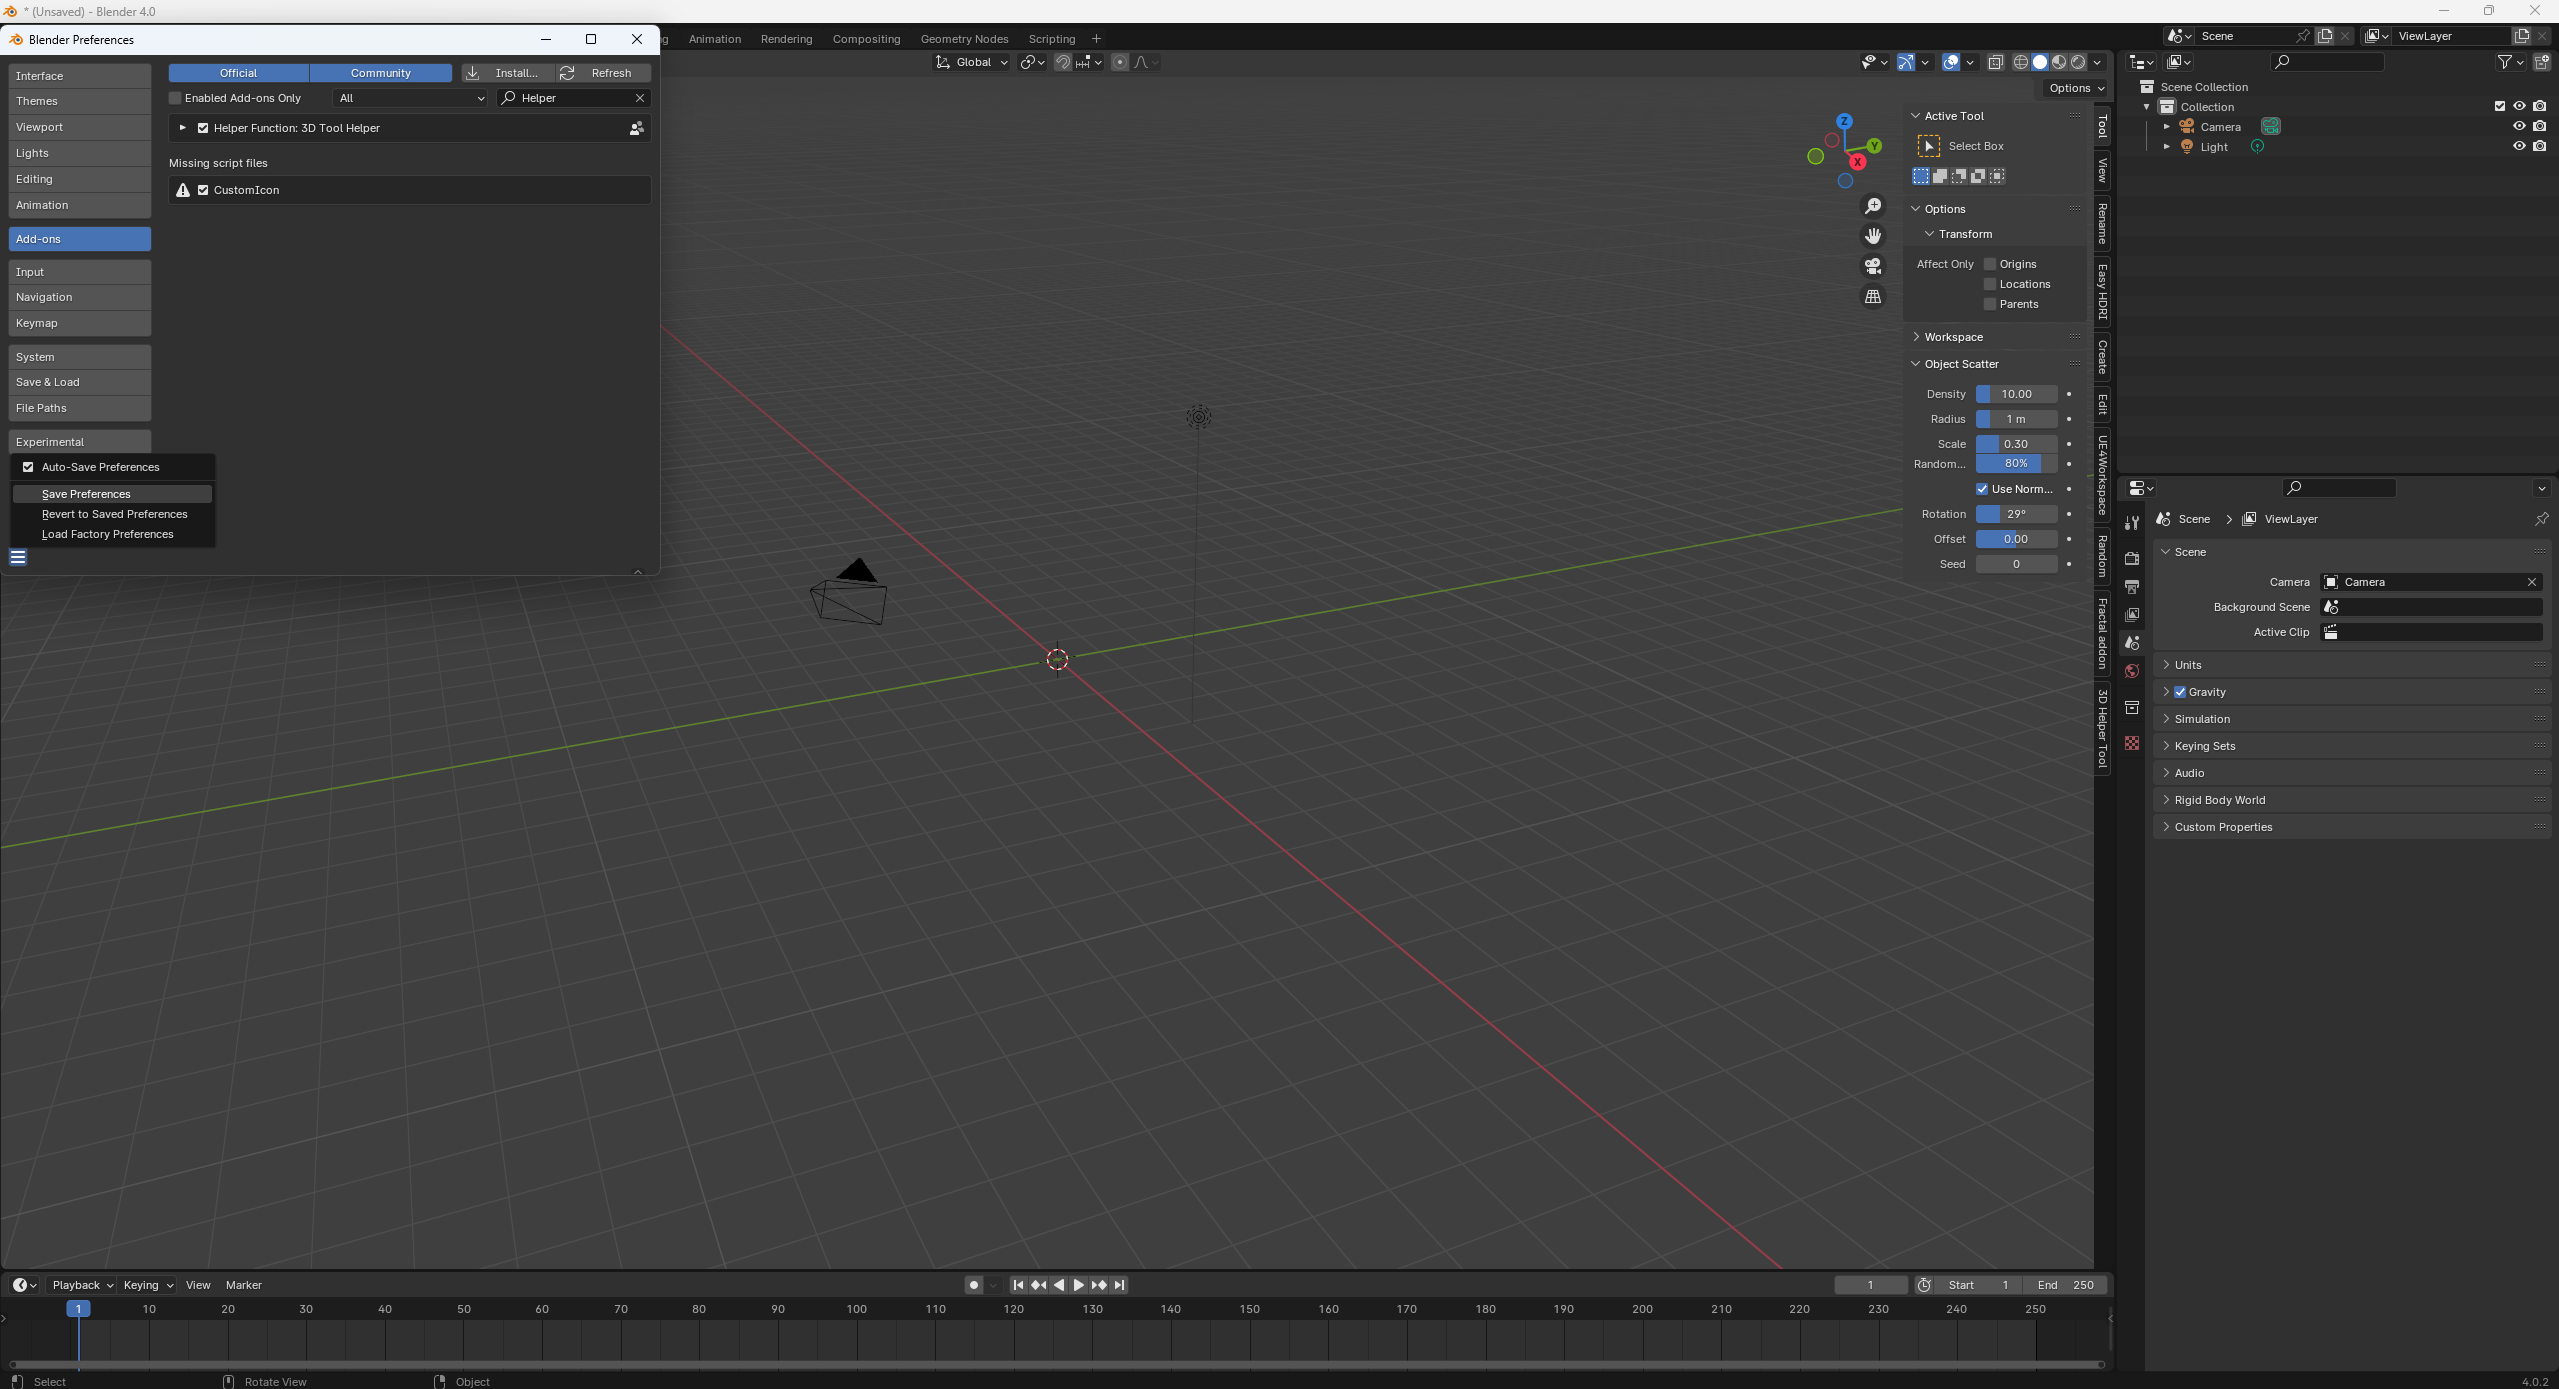 * (Unsaved) - Blender 4.0
Blender Preferences
Animation
Rendering
Compositing
Geometry Nodes
Scripting
Scene
ViewLayer
Interface
Themes
Viewport
Lights
Editing
Animation
Add-ons
Input
Navigation
Keymap
System
Save & Load
File Paths
Experimental
Official
Community
Install...
Refresh
Enabled Add-ons Only
All
Helper
Helper Function: 3D Tool Helper
Missing script files
CustomIcon
Auto-Save Preferences
Save Preferences
Revert to Saved Preferences
Load Factory Preferences
Global
Options
Z
Y
X
Active Tool
Select Box
Options
Transform
Affect Only
Origins
Locations
Parents
Workspace
Object Scatter
Density 10.00
Radius 1 m
Scale 0.30
Random... 80%
Use Norm...
Rotation 29°
Offset 0.00
Seed 0
Tool
View
Rename
Easy HDRI
Create
Edit
UE4Workspace
Random
Fractal addon
3D Helper Tool
Scene Collection
Collection
Camera
Light
Scene
ViewLayer
Scene
Camera Camera
Background Scene
Active Clip
Units
Gravity
Simulation
Keying Sets
Audio
Rigid Body World
Custom Properties
Playback
Keying
View
Marker
1
Start 1
End 250
1 10 20 30 40 50 60 70 80 90 100 110 120 130 140 150 160 170 180 190 200 210 220 230 240 250
Select
Rotate View
Object
4.0.2